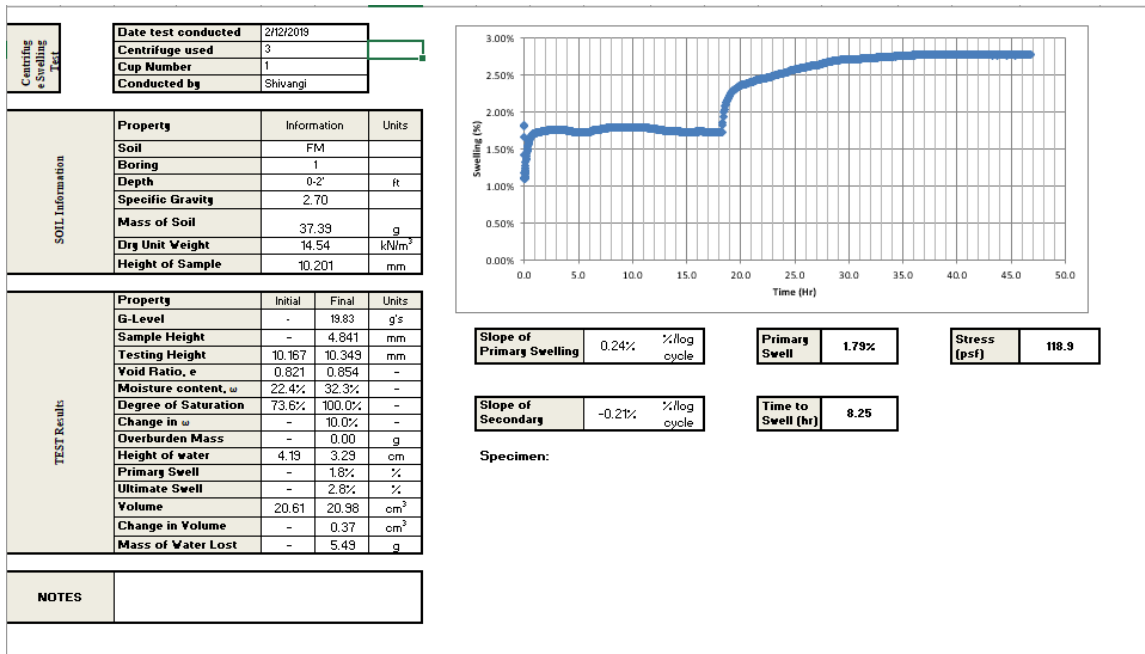 Centrifug
e Swelling
Test
Date test conducted 2/12/2019
Centrifuge used 3
Cup Number 1
Conducted by Shivangi
SOIL Information
Property Information Units
Soil FM
Boring 1
Depth 0-2' ft
Specific Gravity 2.70
Mass of Soil 37.39 g
Dry Unit Weight 14.54 kN/m³
Height of Sample 10.201 mm
TEST Results
Property Initial Final Units
G-Level - 19.83 g's
Sample Height - 4.841 mm
Testing Height 10.167 10.349 mm
Void Ratio, e 0.821 0.854 -
Moisture content, ω 22.4% 32.3% -
Degree of Saturation 73.6% 100.0% -
Change in ω - 10.0% -
Overburden Mass - 0.00 g
Height of water 4.19 3.29 cm
Primary Swell - 1.8% %
Ultimate Swell - 2.8% %
Volume 20.61 20.98 cm³
Change in Volume - 0.37 cm³
Mass of Water Lost - 5.49 g
NOTES
Swelling (%)
3.00%
2.50%
2.00%
1.50%
1.00%
0.50%
0.00%
0.0 5.0 10.0 15.0 20.0 25.0 30.0 35.0 40.0 45.0 50.0
Time (Hr)
Slope of
Primary Swelling 0.24% %/log
cycle
Primary
Swell 1.79%
Stress
(psf) 118.9
Slope of
Secondary -0.21% %/log
cycle
Time to
Swell (hr) 8.25
Specimen: